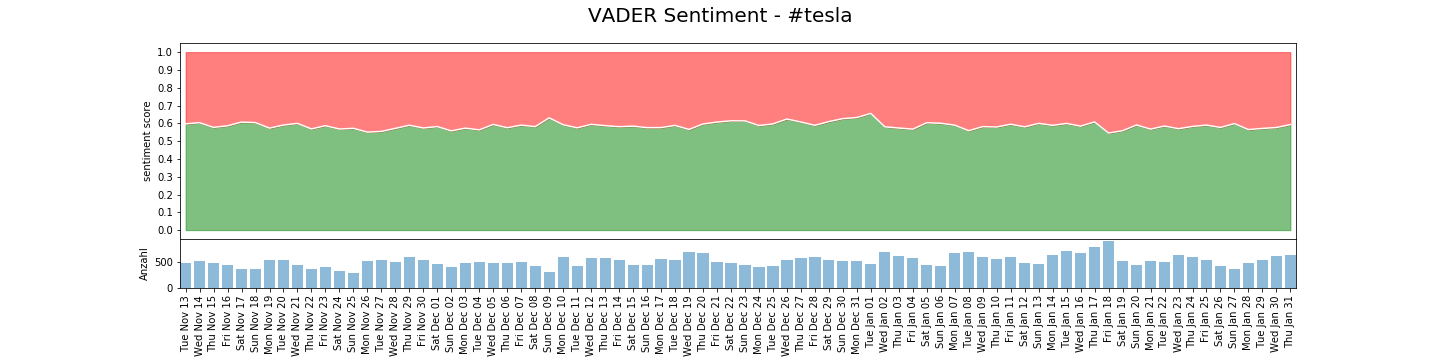 VADER Sentiment - #tesla
sentiment score
1.0
0.9
0.8
0.7
0.6
0.5
0.4
0.3
0.2
0.1
0.0
Anzahl
500
0
Tue Nov 13
Wed Nov 14
Thu Nov 15
Fri Nov 16
Sat Nov 17
Sun Nov 18
Mon Nov 19
Tue Nov 20
Wed Nov 21
Thu Nov 22
Fri Nov 23
Sat Nov 24
Sun Nov 25
Mon Nov 26
Tue Nov 27
Wed Nov 28
Thu Nov 29
Fri Nov 30
Sat Dec 01
Sun Dec 02
Mon Dec 03
Tue Dec 04
Wed Dec 05
Thu Dec 06
Fri Dec 07
Sat Dec 08
Sun Dec 09
Mon Dec 10
Tue Dec 11
Wed Dec 12
Thu Dec 13
Fri Dec 14
Sat Dec 15
Sun Dec 16
Mon Dec 17
Tue Dec 18
Wed Dec 19
Thu Dec 20
Fri Dec 21
Sat Dec 22
Sun Dec 23
Mon Dec 24
Tue Dec 25
Wed Dec 26
Thu Dec 27
Fri Dec 28
Sat Dec 29
Sun Dec 30
Mon Dec 31
Tue Jan 01
Wed Jan 02
Thu Jan 03
Fri Jan 04
Sat Jan 05
Sun Jan 06
Mon Jan 07
Tue Jan 08
Wed Jan 09
Thu Jan 10
Fri Jan 11
Sat Jan 12
Sun Jan 13
Mon Jan 14
Tue Jan 15
Wed Jan 16
Thu Jan 17
Fri Jan 18
Sat Jan 19
Sun Jan 20
Mon Jan 21
Tue Jan 22
Wed Jan 23
Thu Jan 24
Fri Jan 25
Sat Jan 26
Sun Jan 27
Mon Jan 28
Tue Jan 29
Wed Jan 30
Thu Jan 31